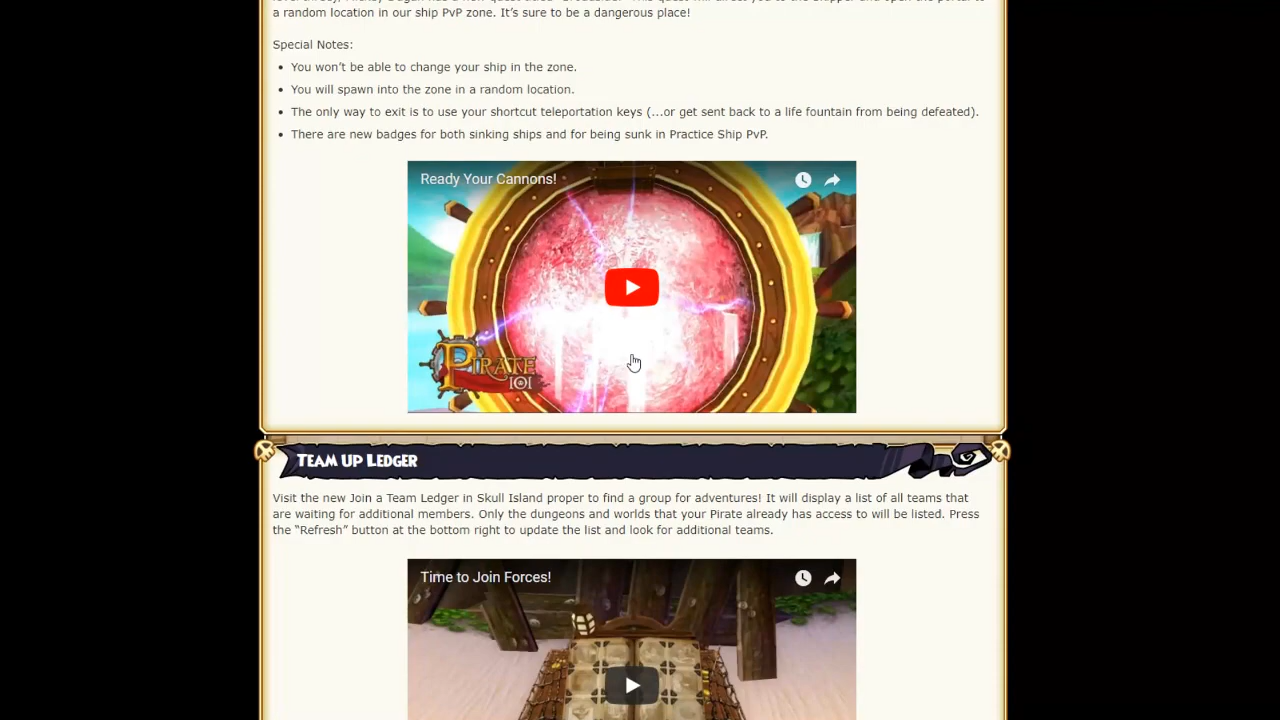 a random location in our ship PvP zone. It’s sure to be a dangerous place!
Special Notes:
You won’t be able to change your ship in the zone.
You will spawn into the zone in a random location.
The only way to exit is to use your shortcut teleportation keys (...or get sent back to a life fountain from being defeated).
There are new badges for both sinking ships and for being sunk in Practice Ship PvP.
Ready Your Cannons!
PIRATE
101
TEAM UP LEDGER
Visit the new Join a Team Ledger in Skull Island proper to find a group for adventures! It will display a list of all teams that
are waiting for additional members. Only the dungeons and worlds that your Pirate already has access to will be listed. Press
the “Refresh” button at the bottom right to update the list and look for additional teams.
Time to Join Forces!